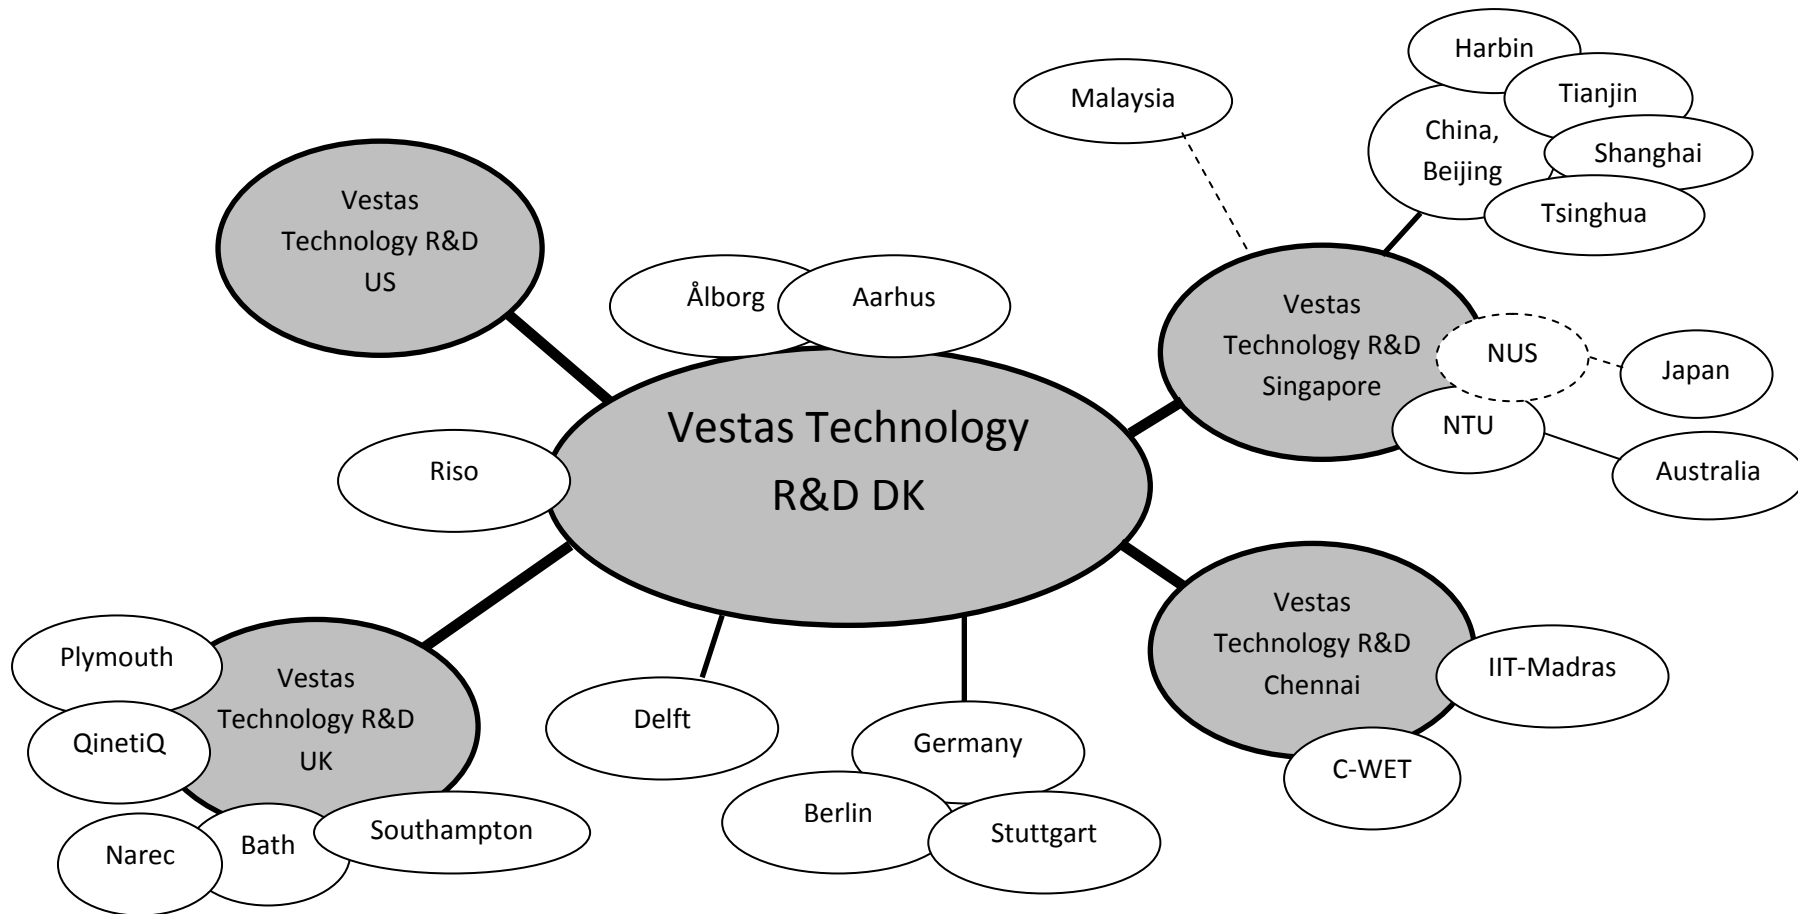 Harbin
Malaysia
Tianjin
China,
Beijing
Shanghai
Tsinghua
Vestas
Technology R&D
US
Ålborg
Aarhus
Vestas
Technology R&D
Singapore
NUS
Japan
NTU
Australia
Vestas Technology
R&D DK
Riso
Vestas
Technology R&D
Chennai
IIT-Madras
C-WET
Plymouth
QinetiQ
Vestas
Technology R&D
UK
Narec
Bath
Southampton
Delft
Germany
Berlin
Stuttgart